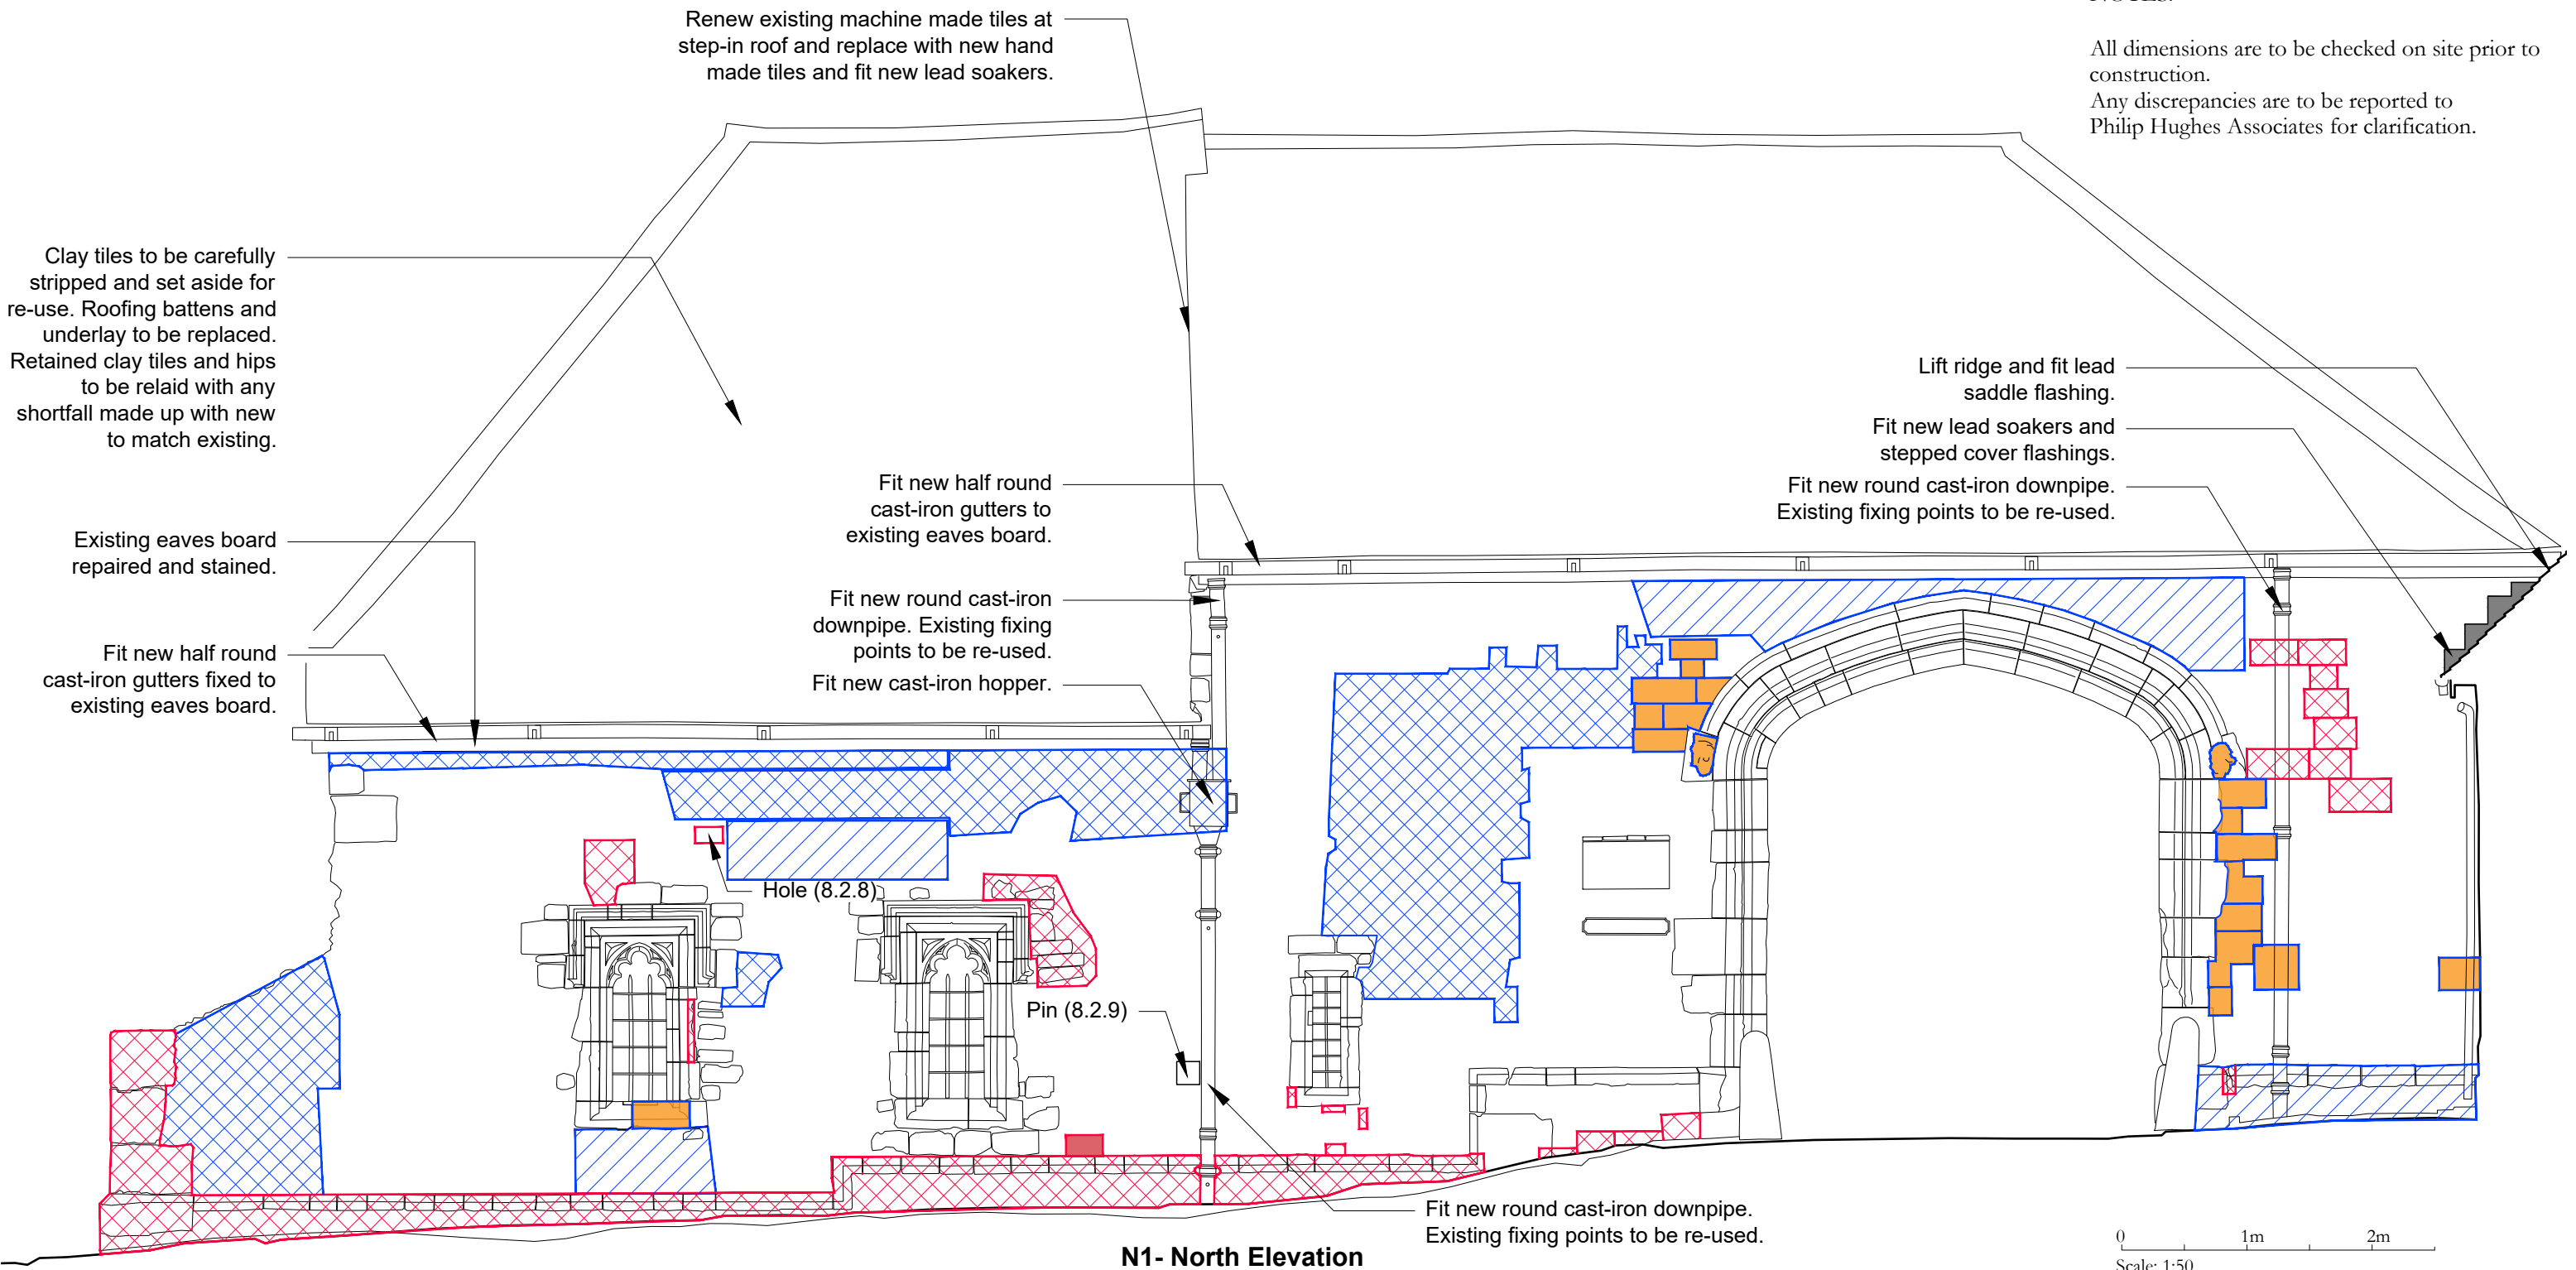 Renew existing machine made tiles at
step-in roof and replace with new hand
made tiles and fit new lead soakers.
NOTES:
All dimensions are to be checked on site prior to
construction.
Any discrepancies are to be reported to
Philip Hughes Associates for clarification.
Clay tiles to be carefully
stripped and set aside for
re-use. Roofing battens and
underlay to be replaced.
Retained clay tiles and hips
to be relaid with any
shortfall made up with new
to match existing.
Existing eaves board
repaired and stained.
Fit new half round
cast-iron gutters fixed to
existing eaves board.
Fit new half round
cast-iron gutters to
existing eaves board.
Fit new round cast-iron
downpipe. Existing fixing
points to be re-used.
Fit new cast-iron hopper.
Lift ridge and fit lead
saddle flashing.
Fit new lead soakers and
stepped cover flashings.
Fit new round cast-iron downpipe.
Existing fixing points to be re-used.
Hole (8.2.8)
Pin (8.2.9)
Fit new round cast-iron downpipe.
Existing fixing points to be re-used.
N1- North Elevation
0 1m 2m
Scale: 1:50